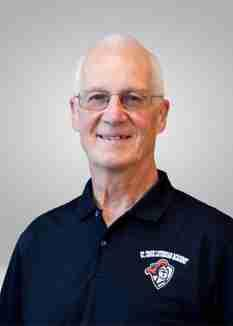 ST. CROIX LUTHERAN ACADEMY